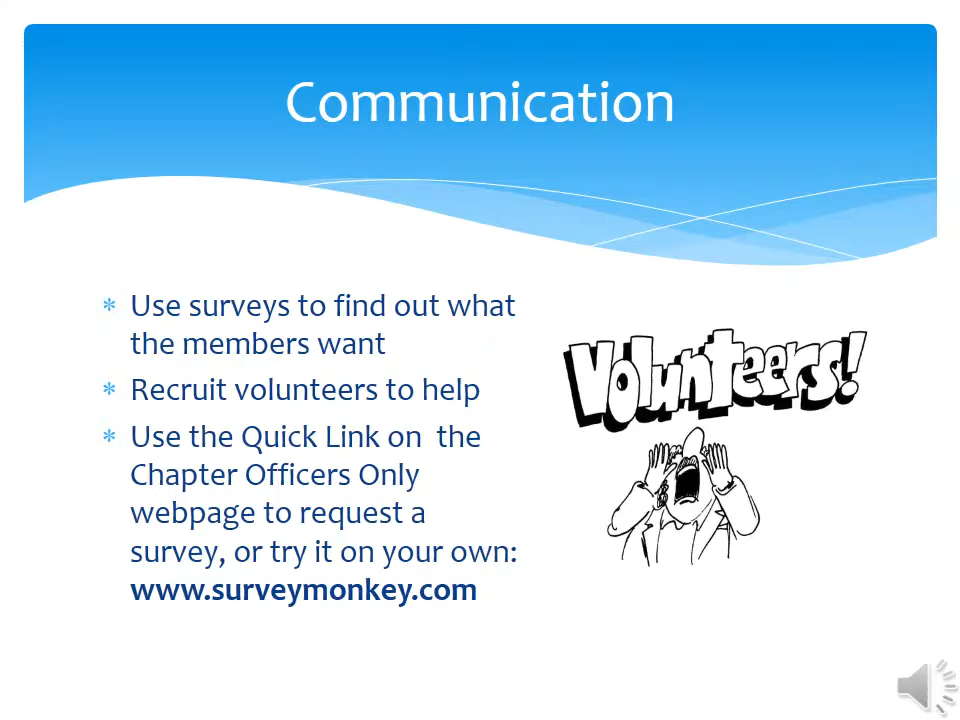 Communication
Use surveys to find out what
the members want
Recruit volunteers to help
Use the Quick Link on the
Chapter Officers Only
webpage to request a
survey, or try it on your own:
www.surveymonkey.com
Volunteers!